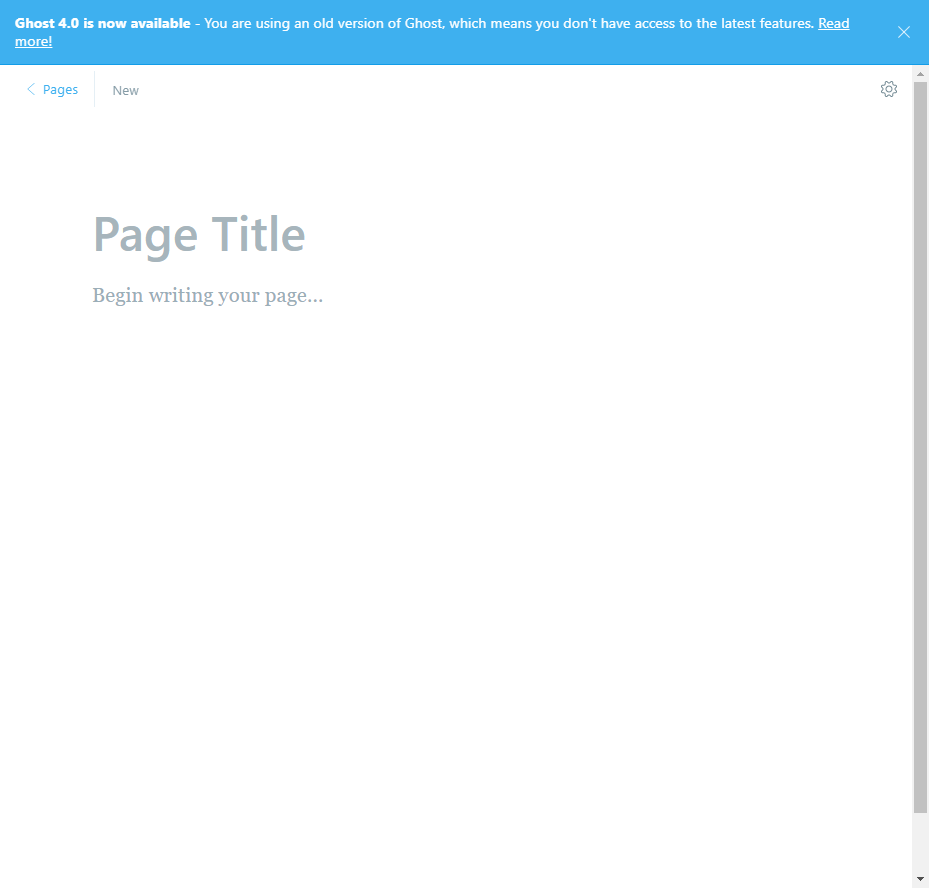 Ghost 4.0 is now available - You are using an old version of Ghost, which means you don't have access to the latest features. Read
more!
Pages
New
Page Title
Begin writing your page...